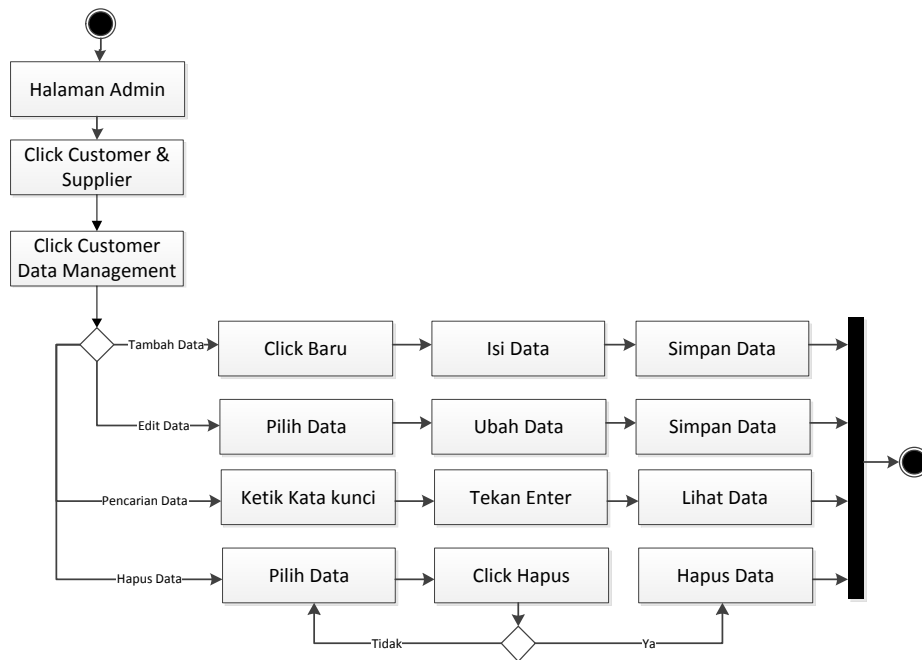 Halaman Admin
Click Customer &
Supplier
Click Customer
Data Management
Tambah Data
Click Baru
Isi Data
Simpan Data
Edit Data
Pilih Data
Ubah Data
Simpan Data
Pencarian Data
Ketik Kata kunci
Tekan Enter
Lihat Data
Hapus Data
Pilih Data
Click Hapus
Hapus Data
Tidak
Ya